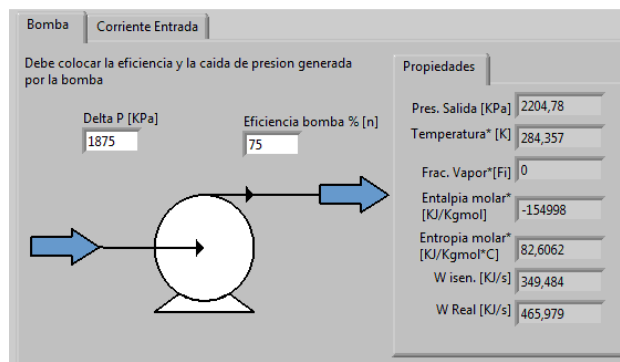 Bomba
Corriente Entrada
Debe colocar la eficiencia y la caida de presion generada
por la bomba
Delta P [KPa]
1875
Eficiencia bomba % [n]
75
Propiedades
Pres. Salida [KPa] 2204,78
Temperatura* [K] 284,357
Frac. Vapor*[Fi] 0
Entalpia molar*
[KJ/Kgmol] -154998
Entropia molar*
[KJ/Kgmol*C] 82,6062
W isen. [KJ/s] 349,484
W Real [KJ/s] 465,979